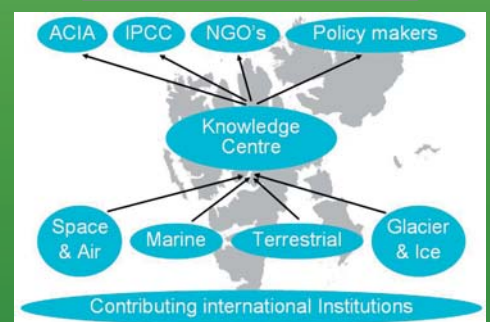 ACIA IPCC NGO's Policy makers
Knowledge
Centre
Space
& Air
Marine Terrestrial
Glacier
& Ice
Contributing international Institutions